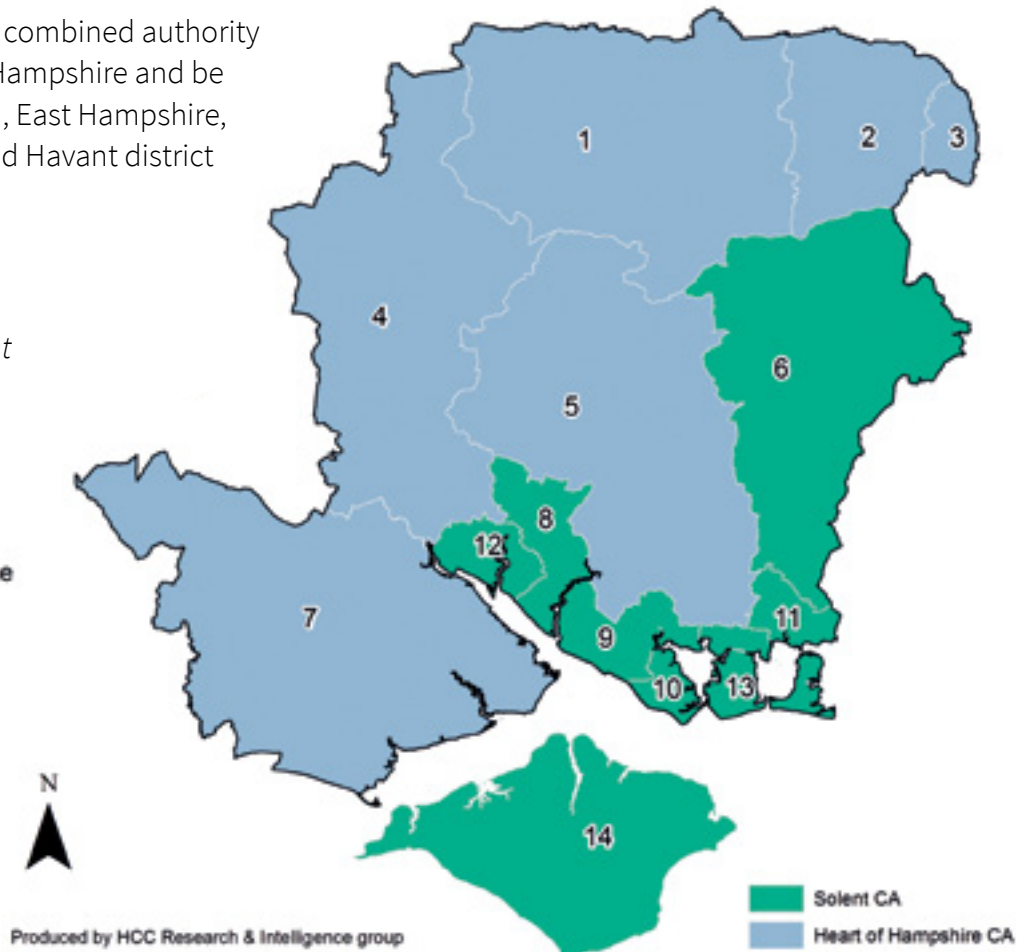 combined authority
Hampshire and be
, East Hampshire,
d Havant district
t
e
1
2
3
4
5
6
7
8
9
10
11
12
13
14
N
Solent CA
Heart of Hampshire CA
Produced by HCC Research & Intelligence group